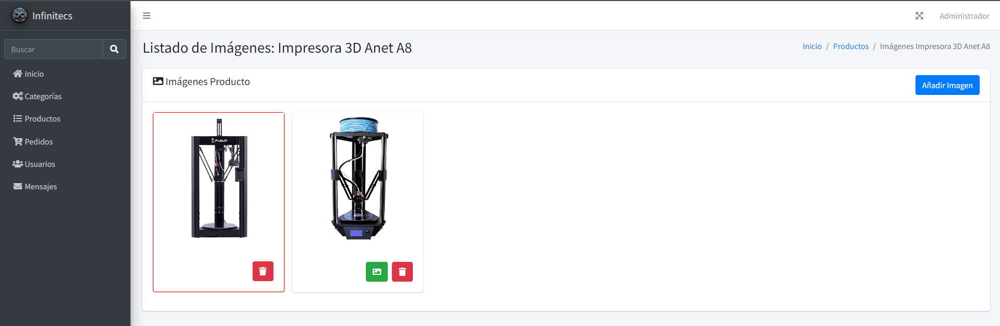 Infinitecs
Administrador
Buscar
Inicio
Categorías
Productos
Pedidos
Usuarios
Mensajes
Listado de Imágenes: Impresora 3D Anet A8
Inicio / Productos / Imágenes Impresora 3D Anet A8
Imágenes Producto
Añadir Imagen
FLSUN